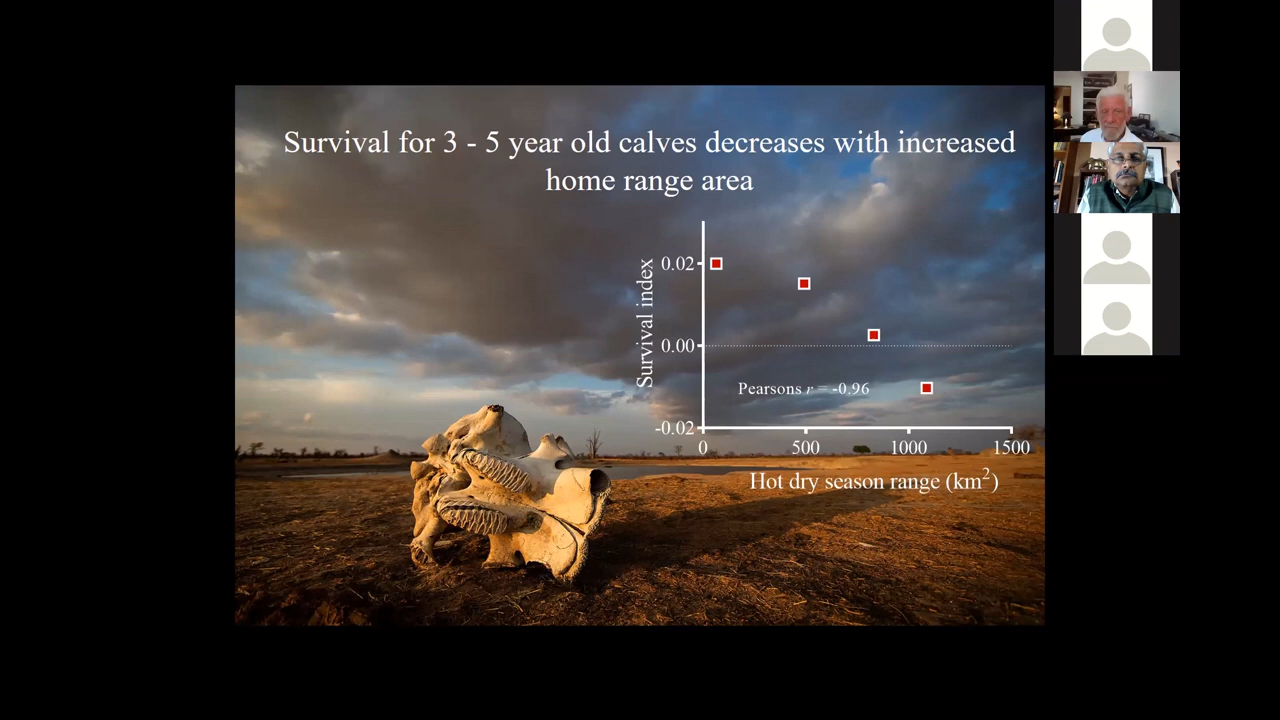 Survival for 3 - 5 year old calves decreases with increased
home range area
Survival index
0.02
0.00
-0.02
Pearsons r = -0.96
0
500
1000
1500
Hot dry season range (km²)